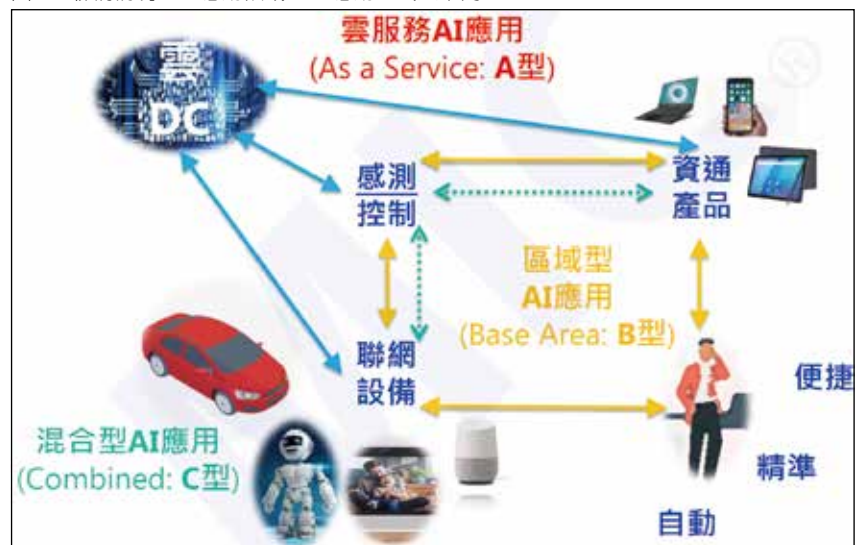 雲服務AI應用
(As a Service: A型)
雲
DC
感測
控制
資通
產品
區域型
AI應用
(Base Area: B型)
聯網
設備
便捷
混合型AI應用
(Combined: C型)
精準
自動